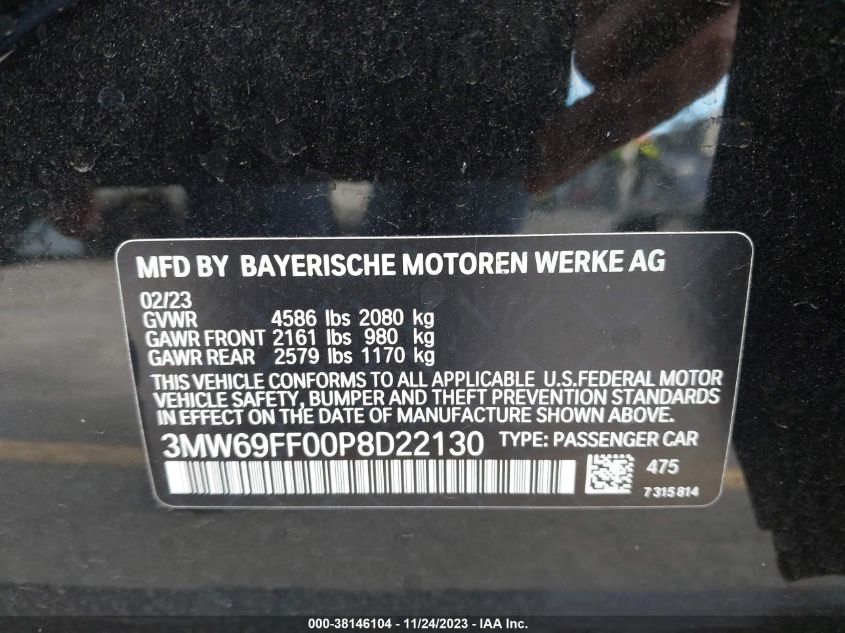 MFD BY BAYERISCHE MOTOREN WERKE AG
02/23
GVWR 4586 lbs 2080 kg
GAWR FRONT 2161 lbs 980 kg
GAWR REAR 2579 lbs 1170 kg
THIS VEHICLE CONFORMS TO ALL APPLICABLE U.S.FEDERAL MOTOR
VEHICLE SAFETY, BUMPER AND THEFT PREVENTION STANDARDS
IN EFFECT ON THE DATE OF MANUFACTURE SHOWN ABOVE.
3MW69FF00P8D22130 TYPE: PASSENGER CAR
475
7315814
000-38146104 - 11/24/2023 - IAA Inc.